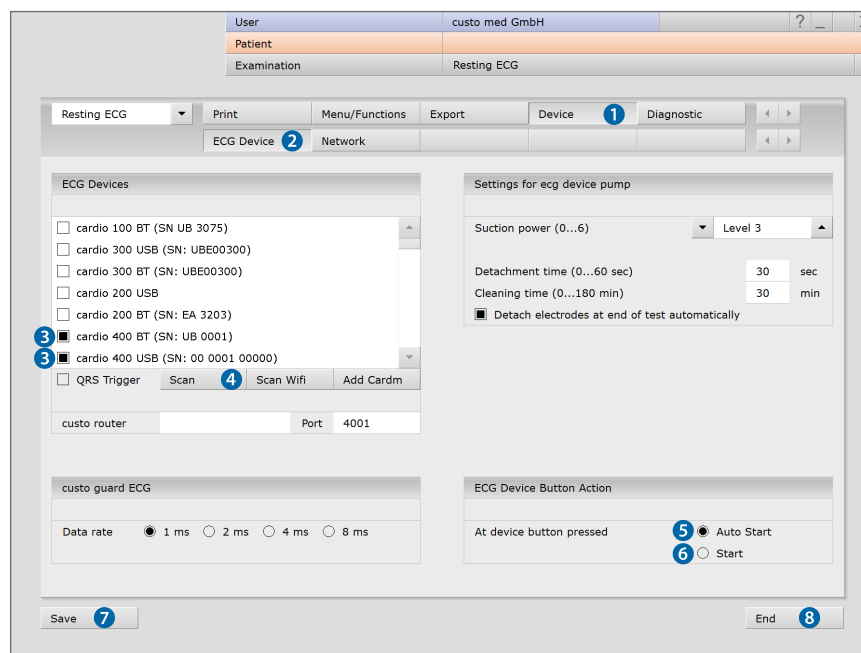 User custo med GmbH ? _
Patient
Examination Resting ECG
Resting ECG Print Menu/Functions Export Device 1 Diagnostic
ECG Device 2 Network
ECG Devices
cardio 100 BT (SN UB 3075)
cardio 300 USB (SN: UBE00300)
cardio 300 BT (SN: UBE00300)
cardio 200 USB
cardio 200 BT (SN: EA 3203)
3 cardio 400 BT (SN: UB 0001)
3 cardio 400 USB (SN: 00 0001 00000)
QRS Trigger Scan 4 Scan Wifi Add Cardm
custo router Port 4001
Settings for ecg device pump
Suction power (0...6) Level 3
Detachment time (0...60 sec) 30 sec
Cleaning time (0...180 min) 30 min
Detach electrodes at end of test automatically
custo guard ECG
Data rate 1 ms 2 ms 4 ms 8 ms
ECG Device Button Action
At device button pressed 5 Auto Start
6 Start
Save 7 End 8